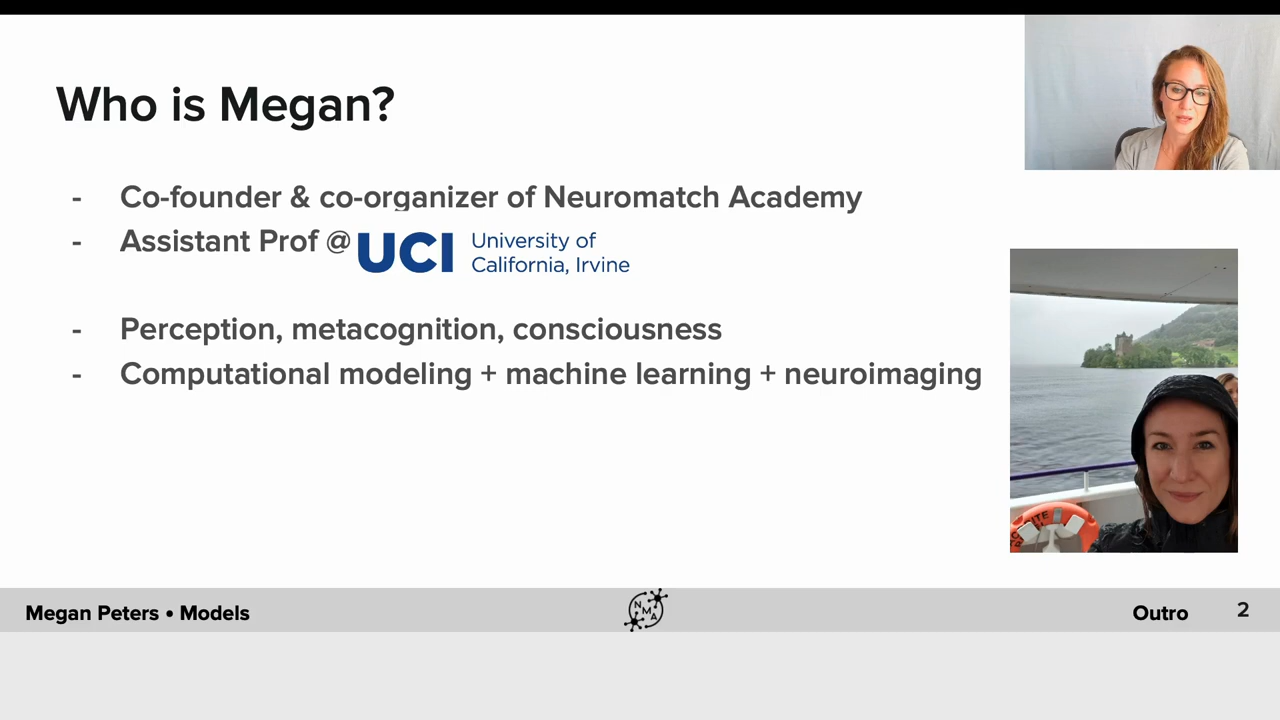 Who is Megan?
- Co-founder & co-organizer of Neuromatch Academy
- Assistant Prof @ UCI University of
California, Irvine
- Perception, metacognition, consciousness
- Computational modeling + machine learning + neuroimaging
Megan Peters • Models
NMA
Outro
2